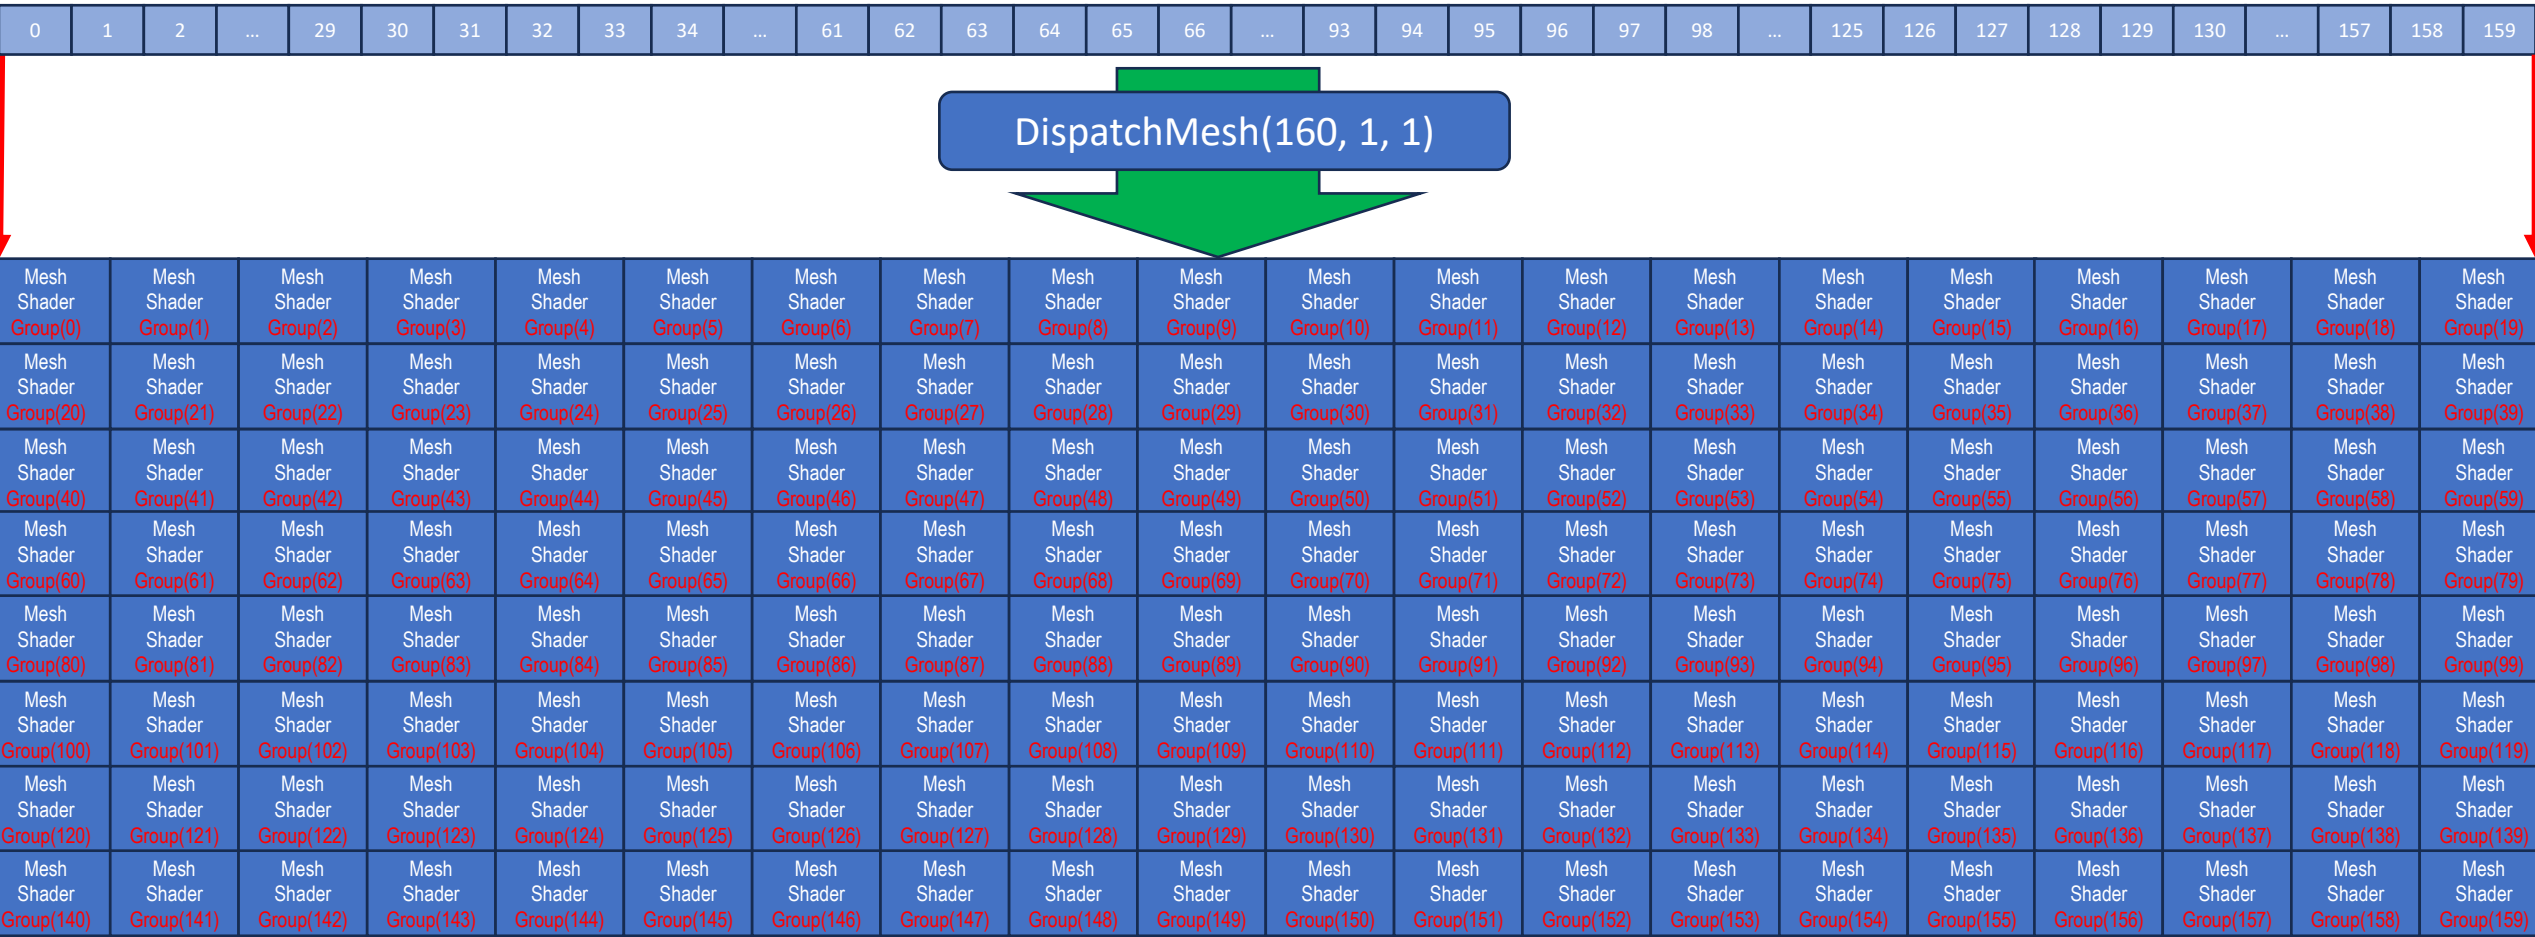 0 1 2 ... 29 30 31 32 33 34 ... 61 62 63 64 65 66 ... 93 94 95 96 97 98 ... 125 126 127 128 129 130 ... 157 158 159
DispatchMesh(160, 1, 1)
Mesh Mesh Mesh Mesh Mesh Mesh Mesh Mesh Mesh Mesh Mesh Mesh Mesh Mesh Mesh Mesh Mesh Mesh Mesh Mesh
Shader Shader Shader Shader Shader Shader Shader Shader Shader Shader Shader Shader Shader Shader Shader Shader Shader Shader Shader Shader
Group(0) Group(1) Group(2) Group(3) Group(4) Group(5) Group(6) Group(7) Group(8) Group(9) Group(10) Group(11) Group(12) Group(13) Group(14) Group(15) Group(16) Group(17) Group(18) Group(19)
Mesh Mesh Mesh Mesh Mesh Mesh Mesh Mesh Mesh Mesh Mesh Mesh Mesh Mesh Mesh Mesh Mesh Mesh Mesh Mesh
Shader Shader Shader Shader Shader Shader Shader Shader Shader Shader Shader Shader Shader Shader Shader Shader Shader Shader Shader Shader
Group(20) Group(21) Group(22) Group(23) Group(24) Group(25) Group(26) Group(27) Group(28) Group(29) Group(30) Group(31) Group(32) Group(33) Group(34) Group(35) Group(36) Group(37) Group(38) Group(39)
Mesh Mesh Mesh Mesh Mesh Mesh Mesh Mesh Mesh Mesh Mesh Mesh Mesh Mesh Mesh Mesh Mesh Mesh Mesh Mesh
Shader Shader Shader Shader Shader Shader Shader Shader Shader Shader Shader Shader Shader Shader Shader Shader Shader Shader Shader Shader
Group(40) Group(41) Group(42) Group(43) Group(44) Group(45) Group(46) Group(47) Group(48) Group(49) Group(50) Group(51) Group(52) Group(53) Group(54) Group(55) Group(56) Group(57) Group(58) Group(59)
Mesh Mesh Mesh Mesh Mesh Mesh Mesh Mesh Mesh Mesh Mesh Mesh Mesh Mesh Mesh Mesh Mesh Mesh Mesh Mesh
Shader Shader Shader Shader Shader Shader Shader Shader Shader Shader Shader Shader Shader Shader Shader Shader Shader Shader Shader Shader
Group(60) Group(61) Group(62) Group(63) Group(64) Group(65) Group(66) Group(67) Group(68) Group(69) Group(70) Group(71) Group(72) Group(73) Group(74) Group(75) Group(76) Group(77) Group(78) Group(79)
Mesh Mesh Mesh Mesh Mesh Mesh Mesh Mesh Mesh Mesh Mesh Mesh Mesh Mesh Mesh Mesh Mesh Mesh Mesh Mesh
Shader Shader Shader Shader Shader Shader Shader Shader Shader Shader Shader Shader Shader Shader Shader Shader Shader Shader Shader Shader
Group(80) Group(81) Group(82) Group(83) Group(84) Group(85) Group(86) Group(87) Group(88) Group(89) Group(90) Group(91) Group(92) Group(93) Group(94) Group(95) Group(96) Group(97) Group(98) Group(99)
Mesh Mesh Mesh Mesh Mesh Mesh Mesh Mesh Mesh Mesh Mesh Mesh Mesh Mesh Mesh Mesh Mesh Mesh Mesh Mesh
Shader Shader Shader Shader Shader Shader Shader Shader Shader Shader Shader Shader Shader Shader Shader Shader Shader Shader Shader Shader
Group(100) Group(101) Group(102) Group(103) Group(104) Group(105) Group(106) Group(107) Group(108) Group(109) Group(110) Group(111) Group(112) Group(113) Group(114) Group(115) Group(116) Group(117) Group(118) Group(119)
Mesh Mesh Mesh Mesh Mesh Mesh Mesh Mesh Mesh Mesh Mesh Mesh Mesh Mesh Mesh Mesh Mesh Mesh Mesh Mesh
Shader Shader Shader Shader Shader Shader Shader Shader Shader Shader Shader Shader Shader Shader Shader Shader Shader Shader Shader Shader
Group(120) Group(121) Group(122) Group(123) Group(124) Group(125) Group(126) Group(127) Group(128) Group(129) Group(130) Group(131) Group(132) Group(133) Group(134) Group(135) Group(136) Group(137) Group(138) Group(139)
Mesh Mesh Mesh Mesh Mesh Mesh Mesh Mesh Mesh Mesh Mesh Mesh Mesh Mesh Mesh Mesh Mesh Mesh Mesh Mesh
Shader Shader Shader Shader Shader Shader Shader Shader Shader Shader Shader Shader Shader Shader Shader Shader Shader Shader Shader Shader
Group(140) Group(141) Group(142) Group(143) Group(144) Group(145) Group(146) Group(147) Group(148) Group(149) Group(150) Group(151) Group(152) Group(153) Group(154) Group(155) Group(156) Group(157) Group(158) Group(159)